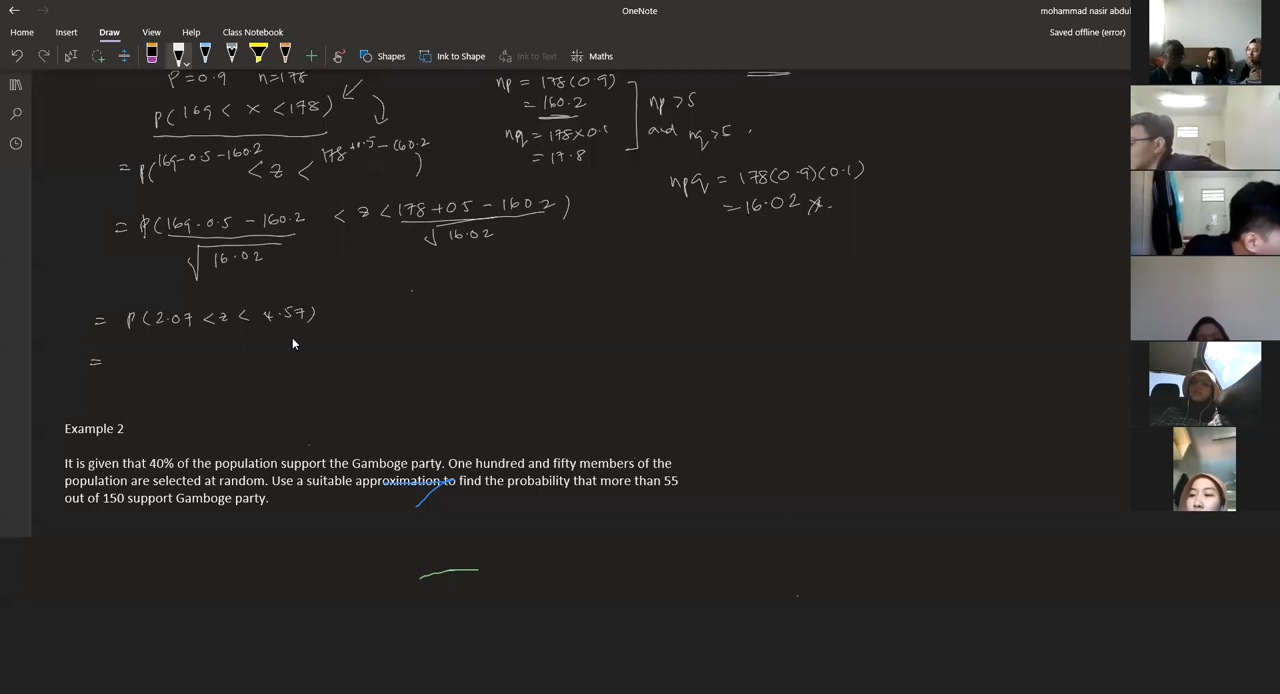 OneNote
mohammad nasir abdul
Home Insert Draw View Help Class Notebook
Saved offline (error)
Shapes Ink to Shape Ink to Text Maths
P=0.9 n=178
P(169 < x < 178)
= P(169-0.5-160.2 < z < 178+0.5-160.2)
= P(169-0.5-160.2 < z < 178+0.5-160.2)
√16.02 √16.02
= P(2.07 < z < 4.57)
=
np = 178(0.9)
= 160.2
nq = 178×0.1
= 17.8
np >5
and nq >5
npq = 178(0.9)(0.1)
= 16.02
Example 2
It is given that 40% of the population support the Gamboge party. One hundred and fifty members of the
population are selected at random. Use a suitable approximation to find the probability that more than 55
out of 150 support Gamboge party.